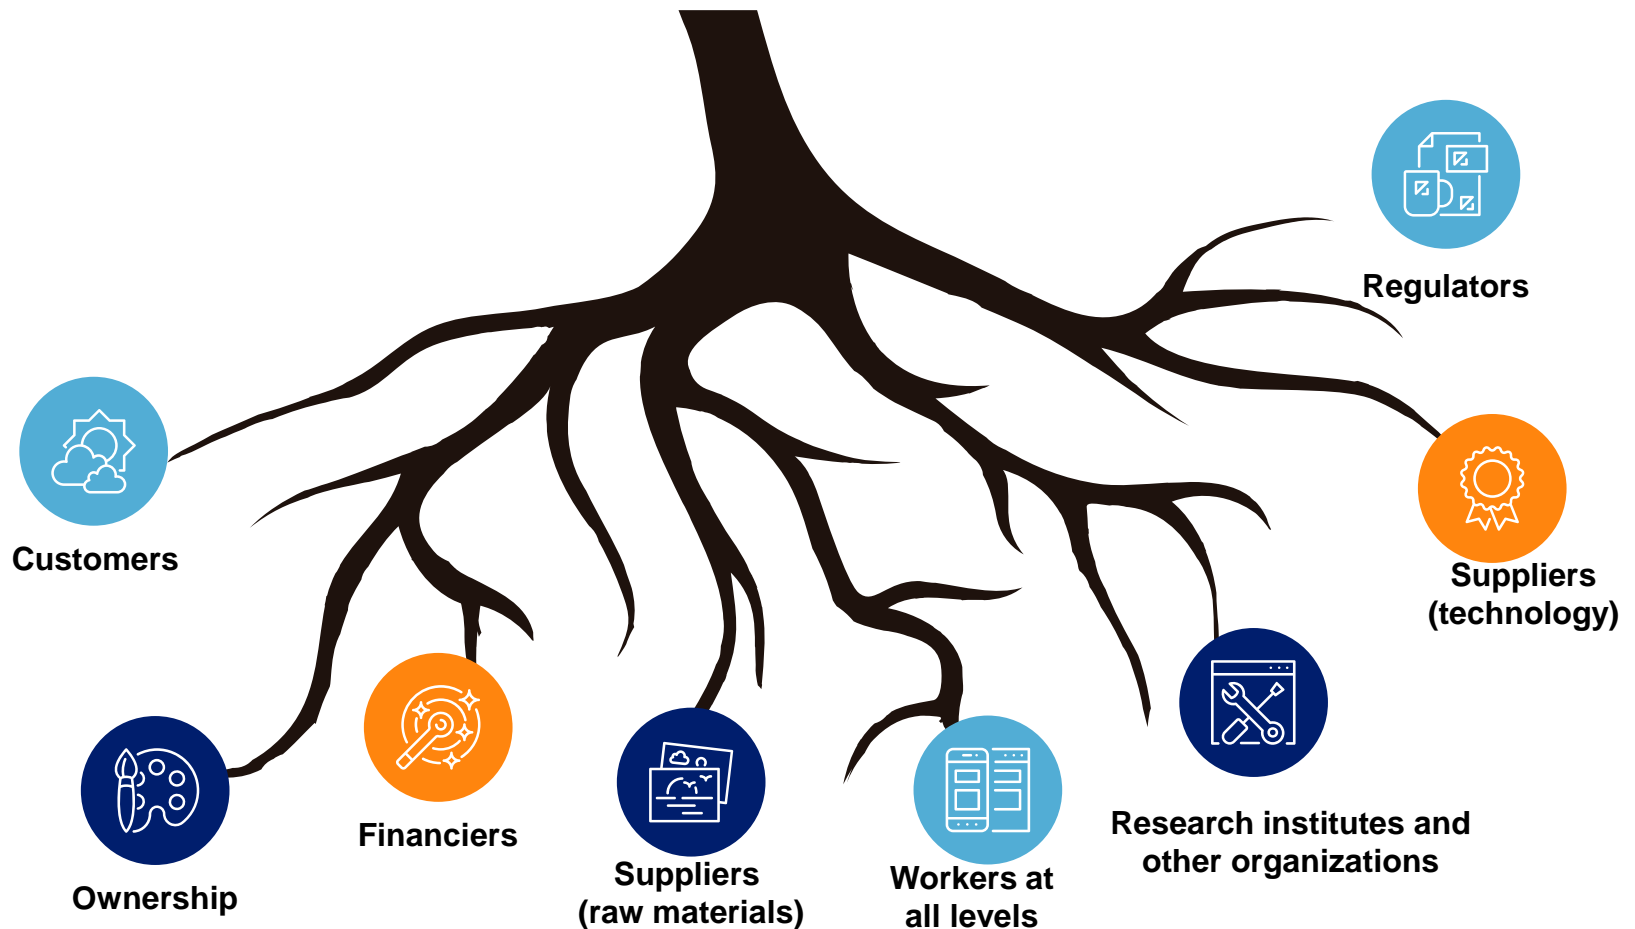 Regulators
Customers
Suppliers
(technology)
Financiers
Research institutes and
other organizations
Ownership
Suppliers
(raw materials)
Workers at
all levels